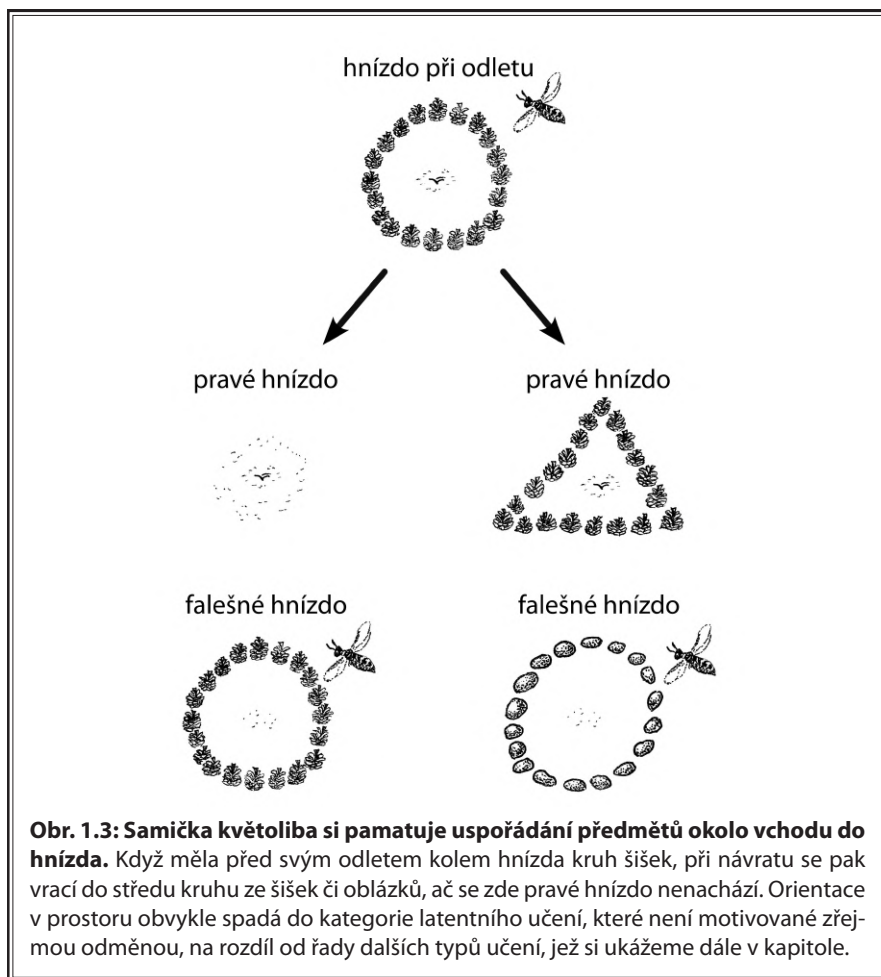 hnízdo při odletu
pravé hnízdo
pravé hnízdo
falešné hnízdo
falešné hnízdo
Obr. 1.3: Samička květoliba si pamatuje uspořádání předmětů okolo vchodu do
hnízda. Když měla před svým odletem kolem hnízda kruh šišek, při návratu se pak
vrací do středu kruhu ze šišek či oblázků, ač se zde pravé hnízdo nenachází. Orientace
v prostoru obvykle spadá do kategorie latentního učení, které není motivované zřej-
mou odměnou, na rozdíl od řady dalších typů učení, jež si ukážeme dále v kapitole.